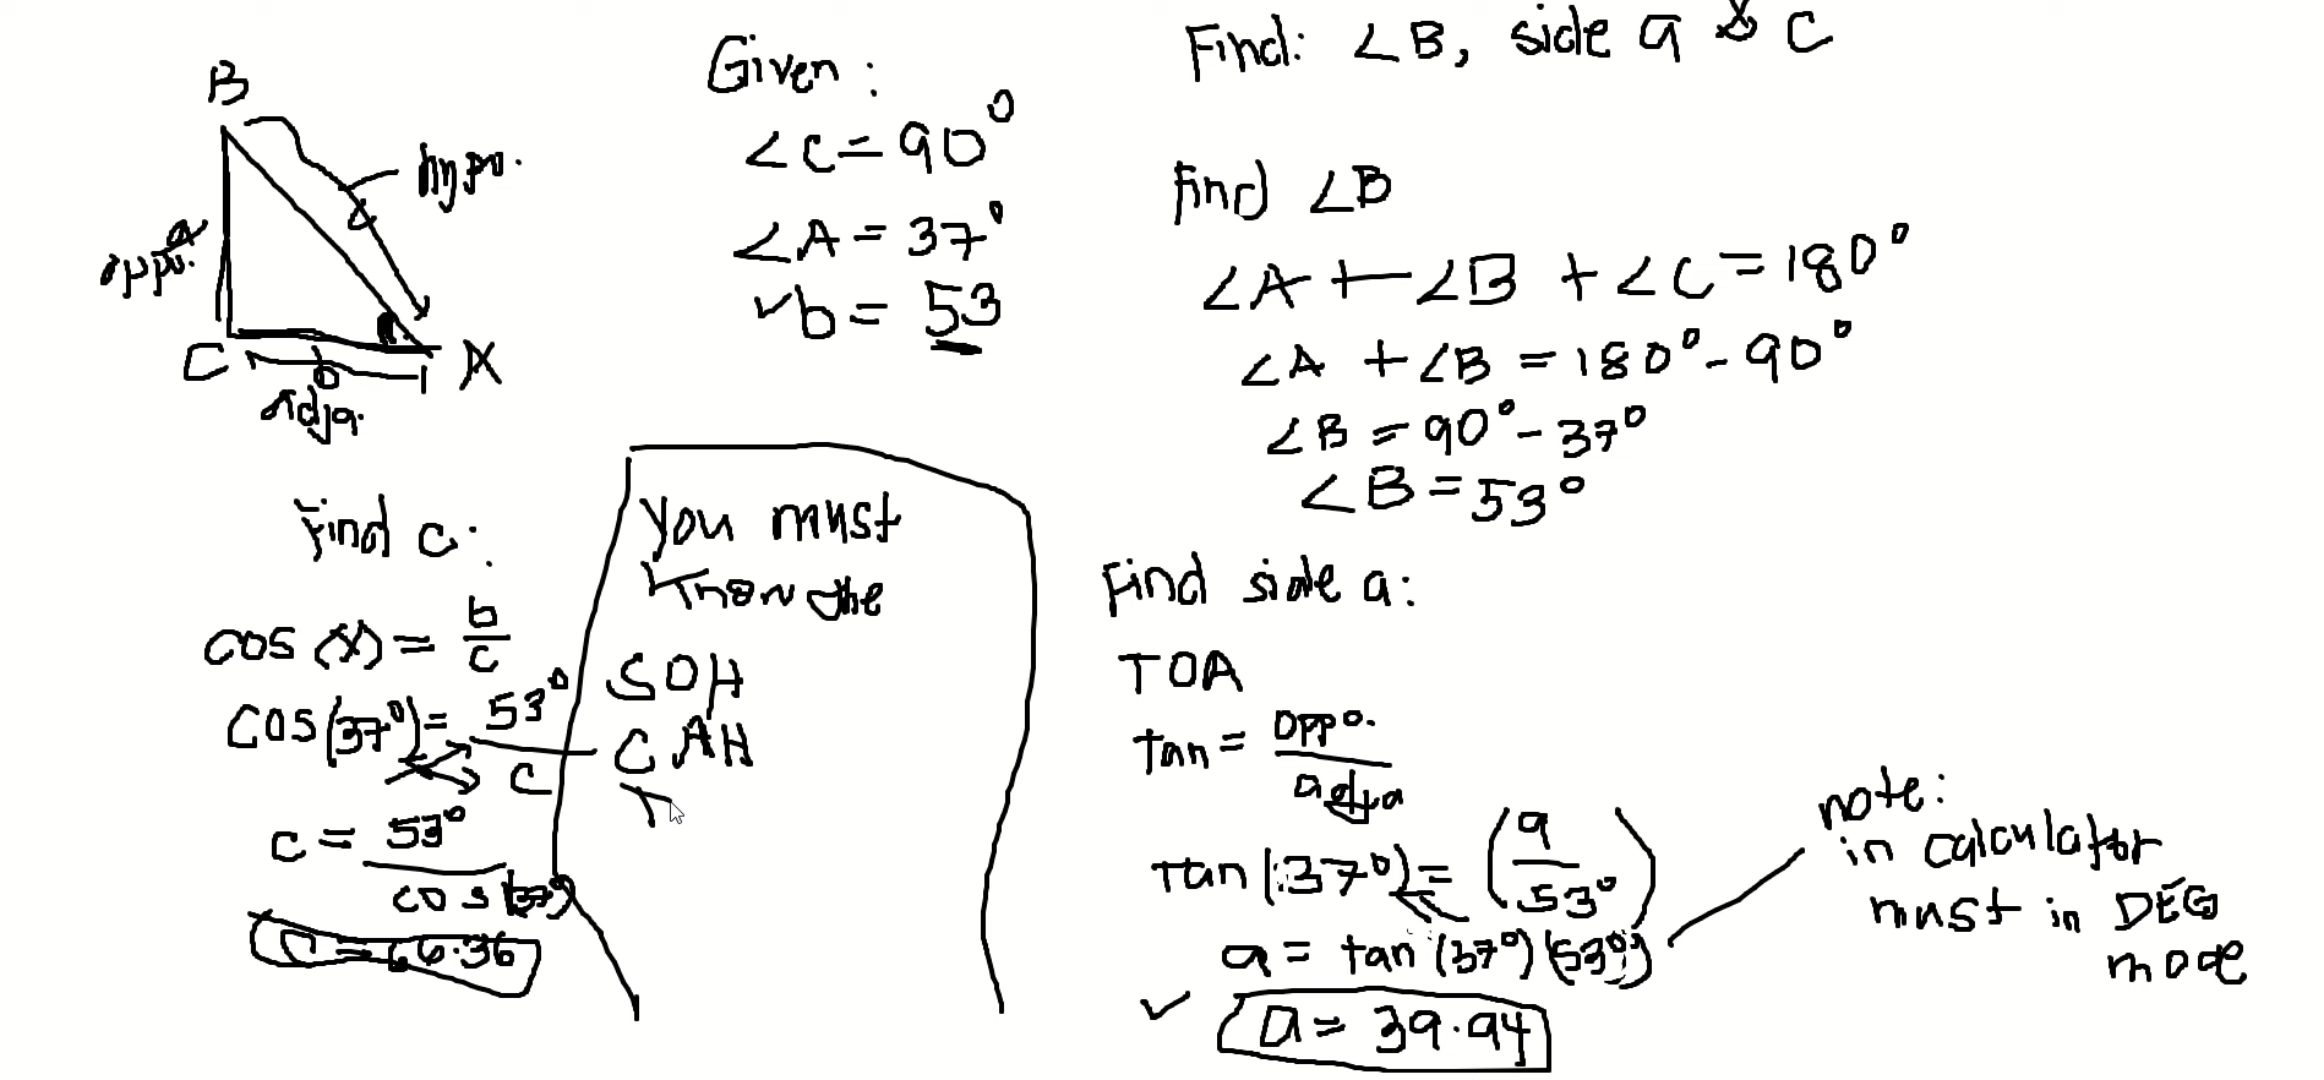 B
hypo.
c
a
oppo.
C
b
A
adja.
Given:
∠C = 90°
∠A = 37°
✓b = 53
Find: ∠B, side a & c
Find ∠B
∠A + ∠B + ∠C = 180°
∠A + ∠B = 180° - 90°
∠B = 90° - 37°
∠B = 53°
Find c:
cos (x) = b/c
cos (37°) = 53°/c
c = 53°/cos (37°)
c = 66.36
You must
know the
SOH
CAH
T
Find side a:
TOA
tan = oppo./adja
tan (37°) = (a/53°)
a = tan (37°) (53°)
✓ a = 39.94
note:
in calculator
must in DEG
mode